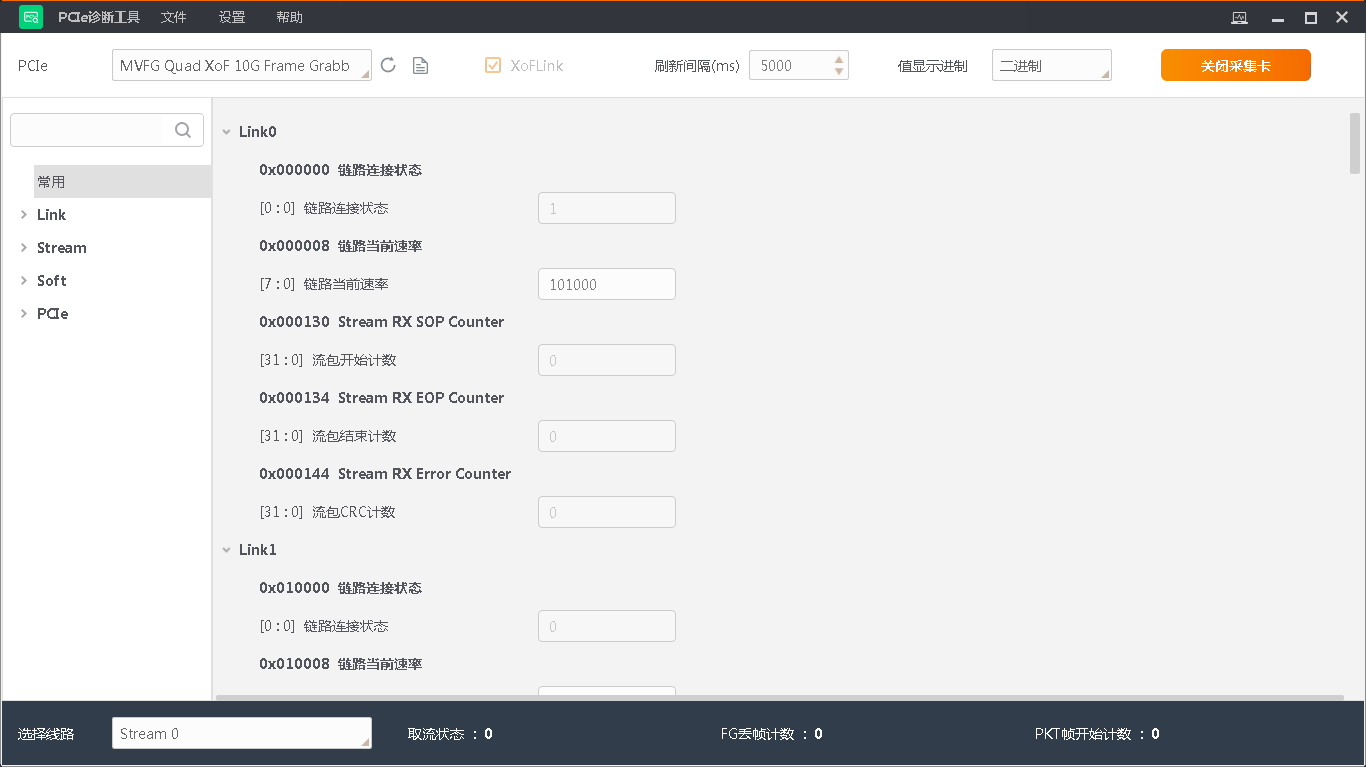 PCIe诊断工具 文件 设置 帮助
PCIe MVFG Quad XoF 10G Frame Grabb XoFLink 刷新间隔(ms) 5000 值显示进制 二进制 关闭采集卡
常用
Link
Stream
Soft
PCIe
Link0
0x000000 链路连接状态
[0 : 0] 链路连接状态 1
0x000008 链路当前速率
[7 : 0] 链路当前速率 101000
0x000130 Stream RX SOP Counter
[31 : 0] 流包开始计数 0
0x000134 Stream RX EOP Counter
[31 : 0] 流包结束计数 0
0x000144 Stream RX Error Counter
[31 : 0] 流包CRC计数 0
Link1
0x010000 链路连接状态
[0 : 0] 链路连接状态 0
0x010008 链路当前速率
选择线路 Stream 0 取流状态 : 0 FG丢帧计数 : 0 PKT帧开始计数 : 0